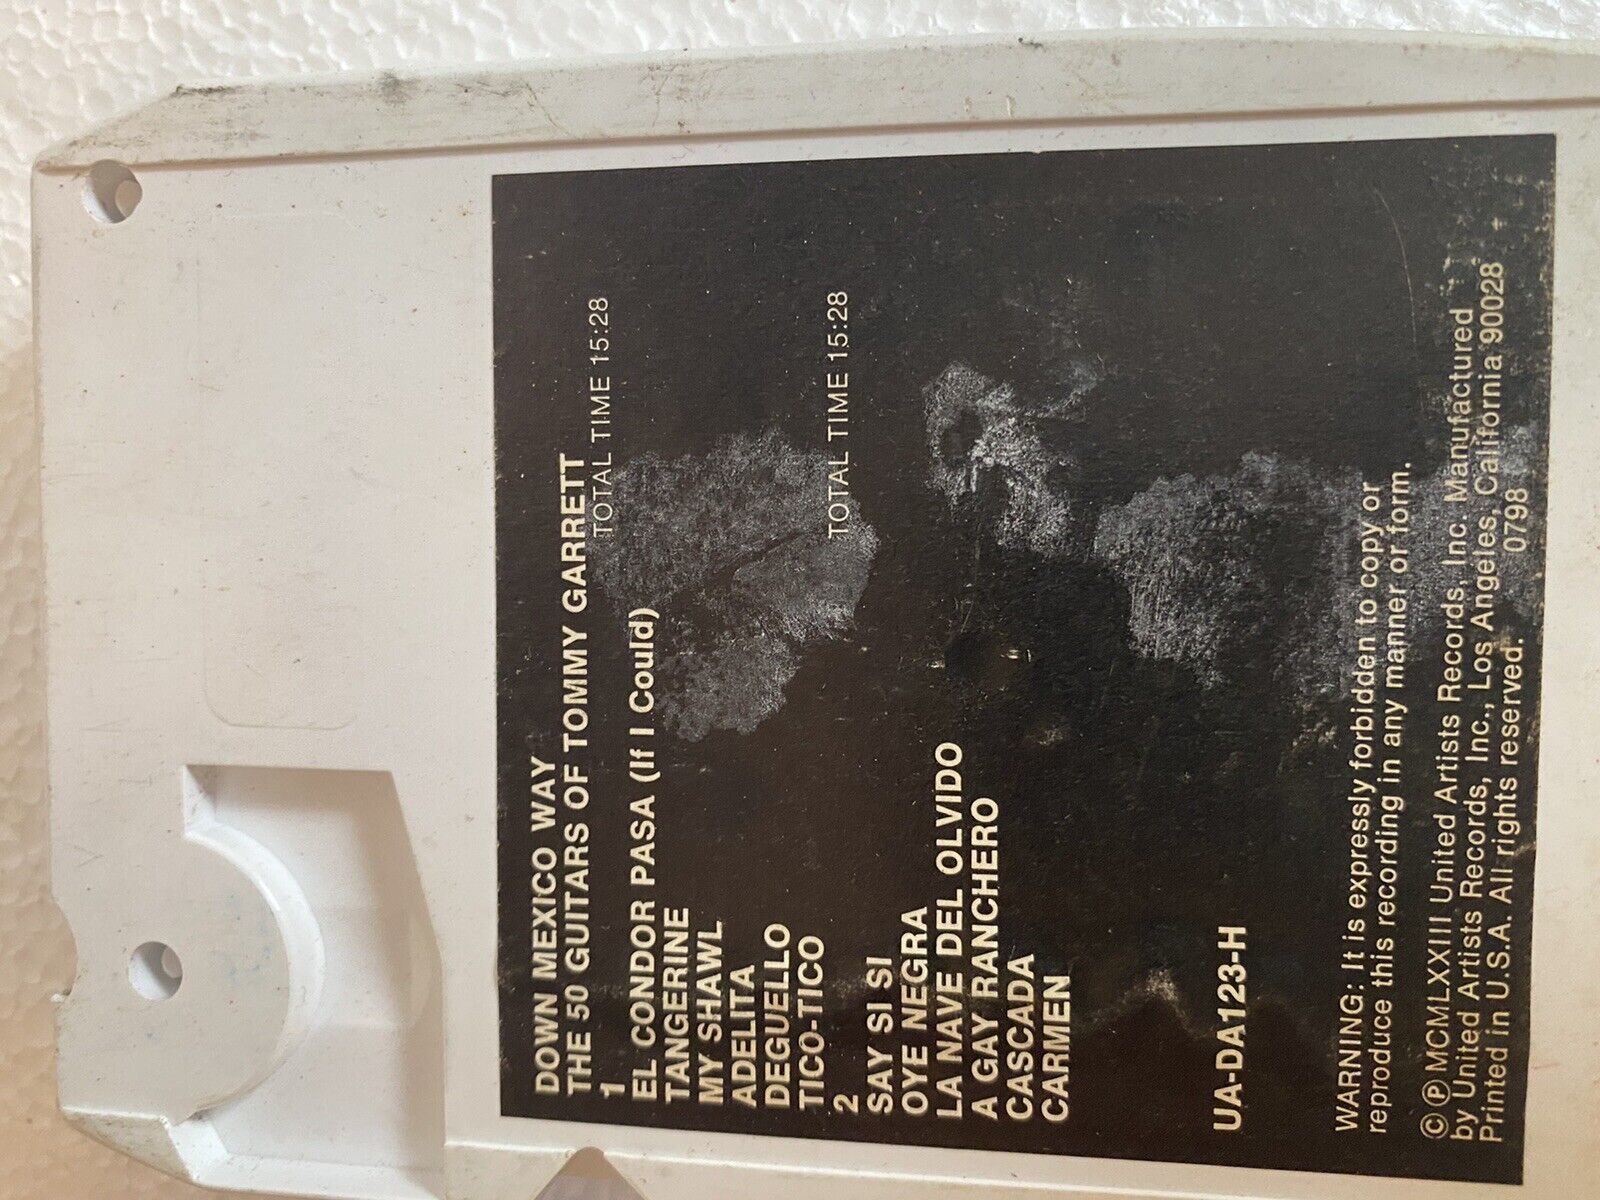 DOWN MEXICO WAY
THE 50 GUITARS OF TOMMY GARRETT
1 TOTAL TIME 15:28
EL CONDOR PASA (If I Could)
TANGERINE
MY SHAWL
ADELITA
DEGUELLO
TICO-TICO
2 TOTAL TIME 15:28
SAY SI SI
OYE NEGRA
LA NAVE DEL OLVIDO
A GAY RANCHERO
CASCADA
CARMEN
UA-DA123-H
WARNING: It is expressly forbidden to copy or
reproduce this recording in any manner or form.
© ℗ MCMLXXIII United Artists Records, Inc. Manufactured
by United Artists Records, Inc., Los Angeles, California 90028
Printed in U.S.A. All rights reserved. 0798